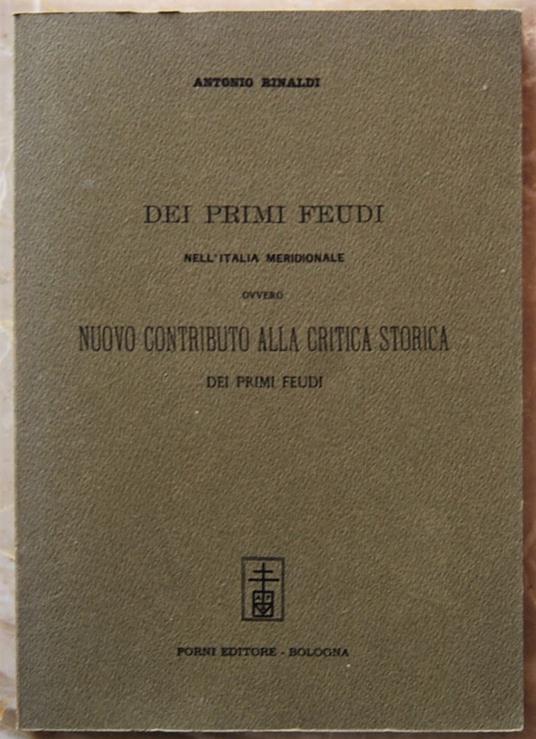 ANTONIO RINALDI
DEI PRIMI FEUDI
NELL'ITALIA MERIDIONALE
OVVERO
NUOVO CONTRIBUTO ALLA CRITICA STORICA
DEI PRIMI FEUDI
FORNI EDITORE - BOLOGNA